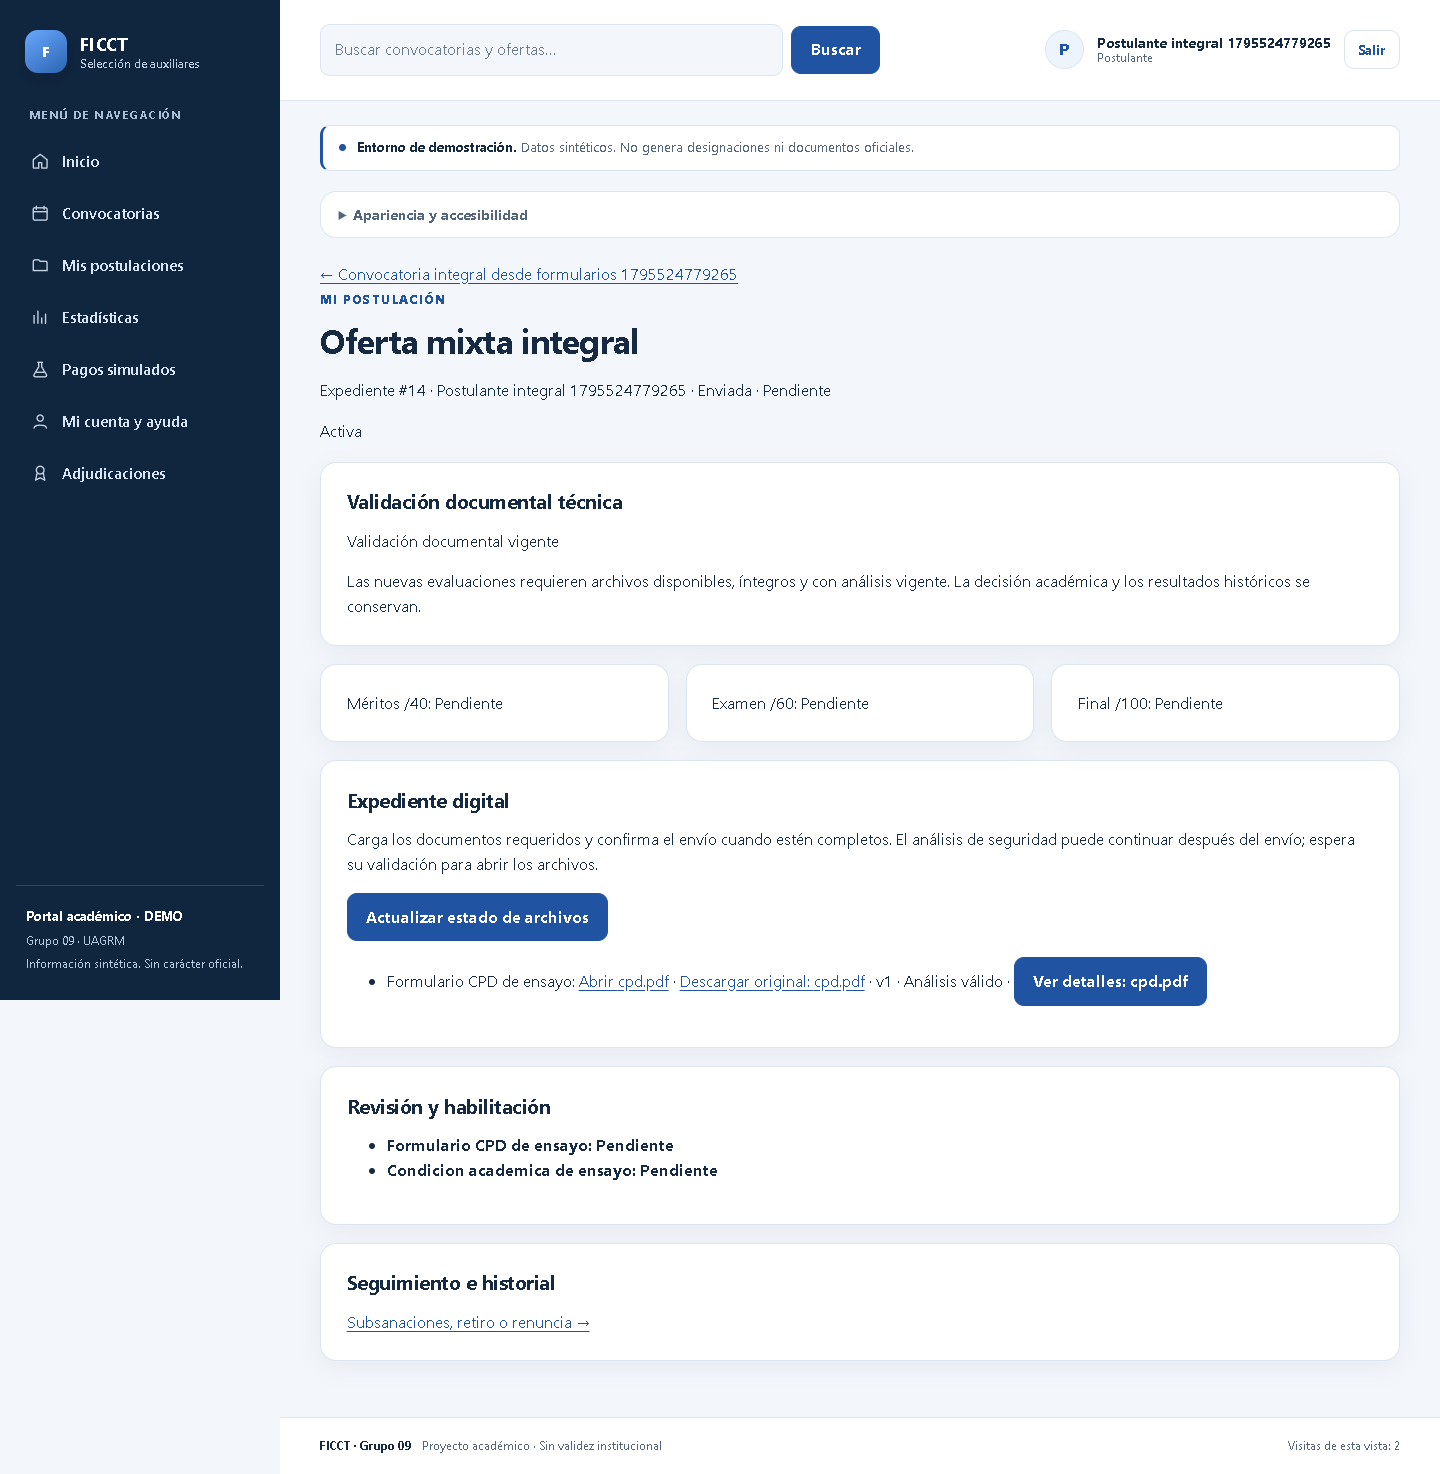 F
FICCT
Selección de auxiliares
MENÚ DE NAVEGACIÓN
Inicio
Convocatorias
Mis postulaciones
Estadísticas
Pagos simulados
Mi cuenta y ayuda
Adjudicaciones
Portal académico · DEMO
Grupo 09 · UAGRM
Información sintética. Sin carácter oficial.
Buscar convocatorias y ofertas...
Buscar
P
Postulante integral 1795524779265
Postulante
Salir
Entorno de demostración. Datos sintéticos. No genera designaciones ni documentos oficiales.
▶ Apariencia y accesibilidad
← Convocatoria integral desde formularios 1795524779265
MI POSTULACIÓN
Oferta mixta integral
Expediente #14 · Postulante integral 1795524779265 · Enviada · Pendiente
Activa
Validación documental técnica
Validación documental vigente
Las nuevas evaluaciones requieren archivos disponibles, íntegros y con análisis vigente. La decisión académica y los resultados históricos se
conservan.
Méritos /40: Pendiente
Examen /60: Pendiente
Final /100: Pendiente
Expediente digital
Carga los documentos requeridos y confirma el envío cuando estén completos. El análisis de seguridad puede continuar después del envío; espera
su validación para abrir los archivos.
Actualizar estado de archivos
• Formulario CPD de ensayo: Abrir cpd.pdf · Descargar original: cpd.pdf · v1 · Análisis válido · Ver detalles: cpd.pdf
Revisión y habilitación
• Formulario CPD de ensayo: Pendiente
• Condicion academica de ensayo: Pendiente
Seguimiento e historial
Subsanaciones, retiro o renuncia →
FICCT · Grupo 09 Proyecto académico · Sin validez institucional
Visitas de esta vista: 2